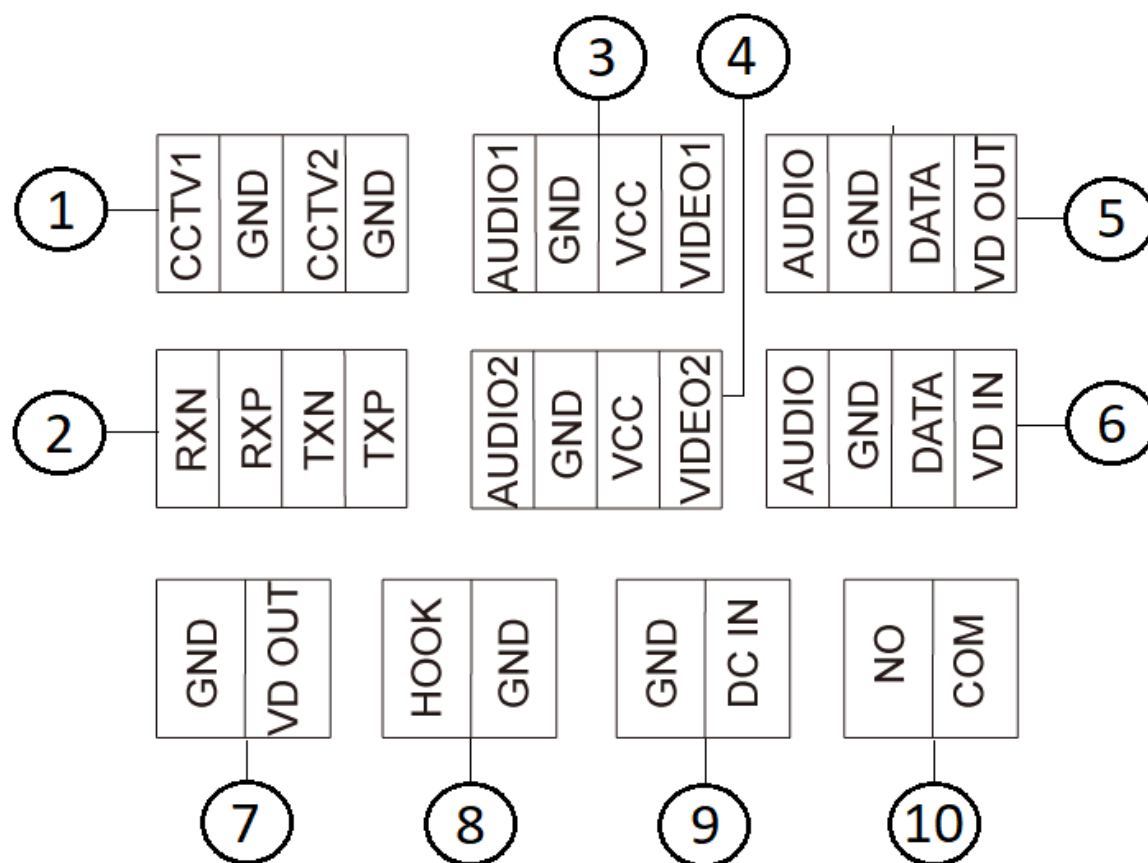 3 4
1 CCTV1 GND CCTV2 GND AUDIO1 GND VCC VIDEO1 AUDIO GND DATA VD OUT 5
2 RXN RXP TXN TXP AUDIO2 GND VCC VIDEO2 AUDIO GND DATA VD IN 6
GND VD OUT HOOK GND GND DC IN NO COM
7 8 9 10